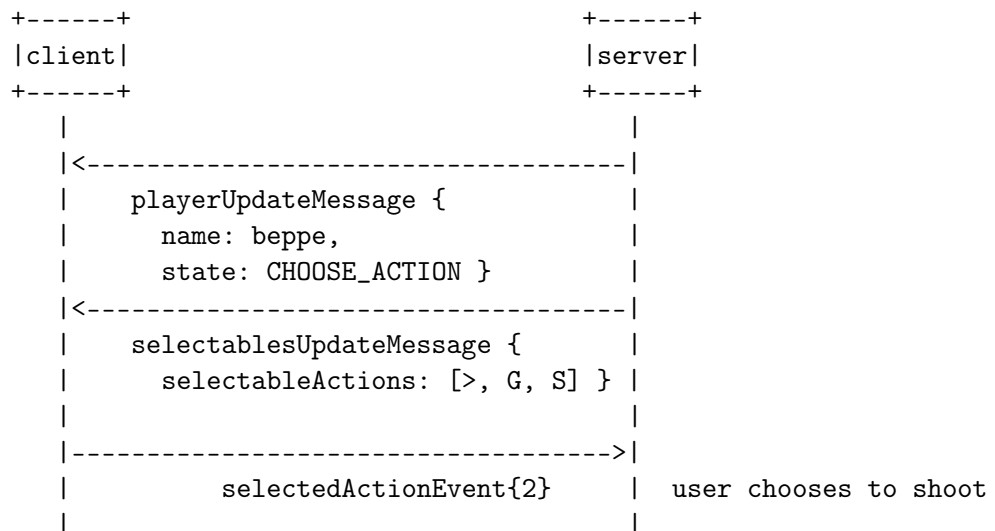 +------+                              +------+
|client|                              |server|
+------+                              +------+
   |                                     |
   |<------------------------------------|
   |    playerUpdateMessage {            |
   |      name: beppe,                   |
   |      state: CHOOSE_ACTION }         |
   |<------------------------------------|
   |    selectablesUpdateMessage {       |
   |      selectableActions: [>, G, S] } |
   |                                     |
   |------------------------------------>|
   |          selectedActionEvent{2}     |  user chooses to shoot
   |                                     |